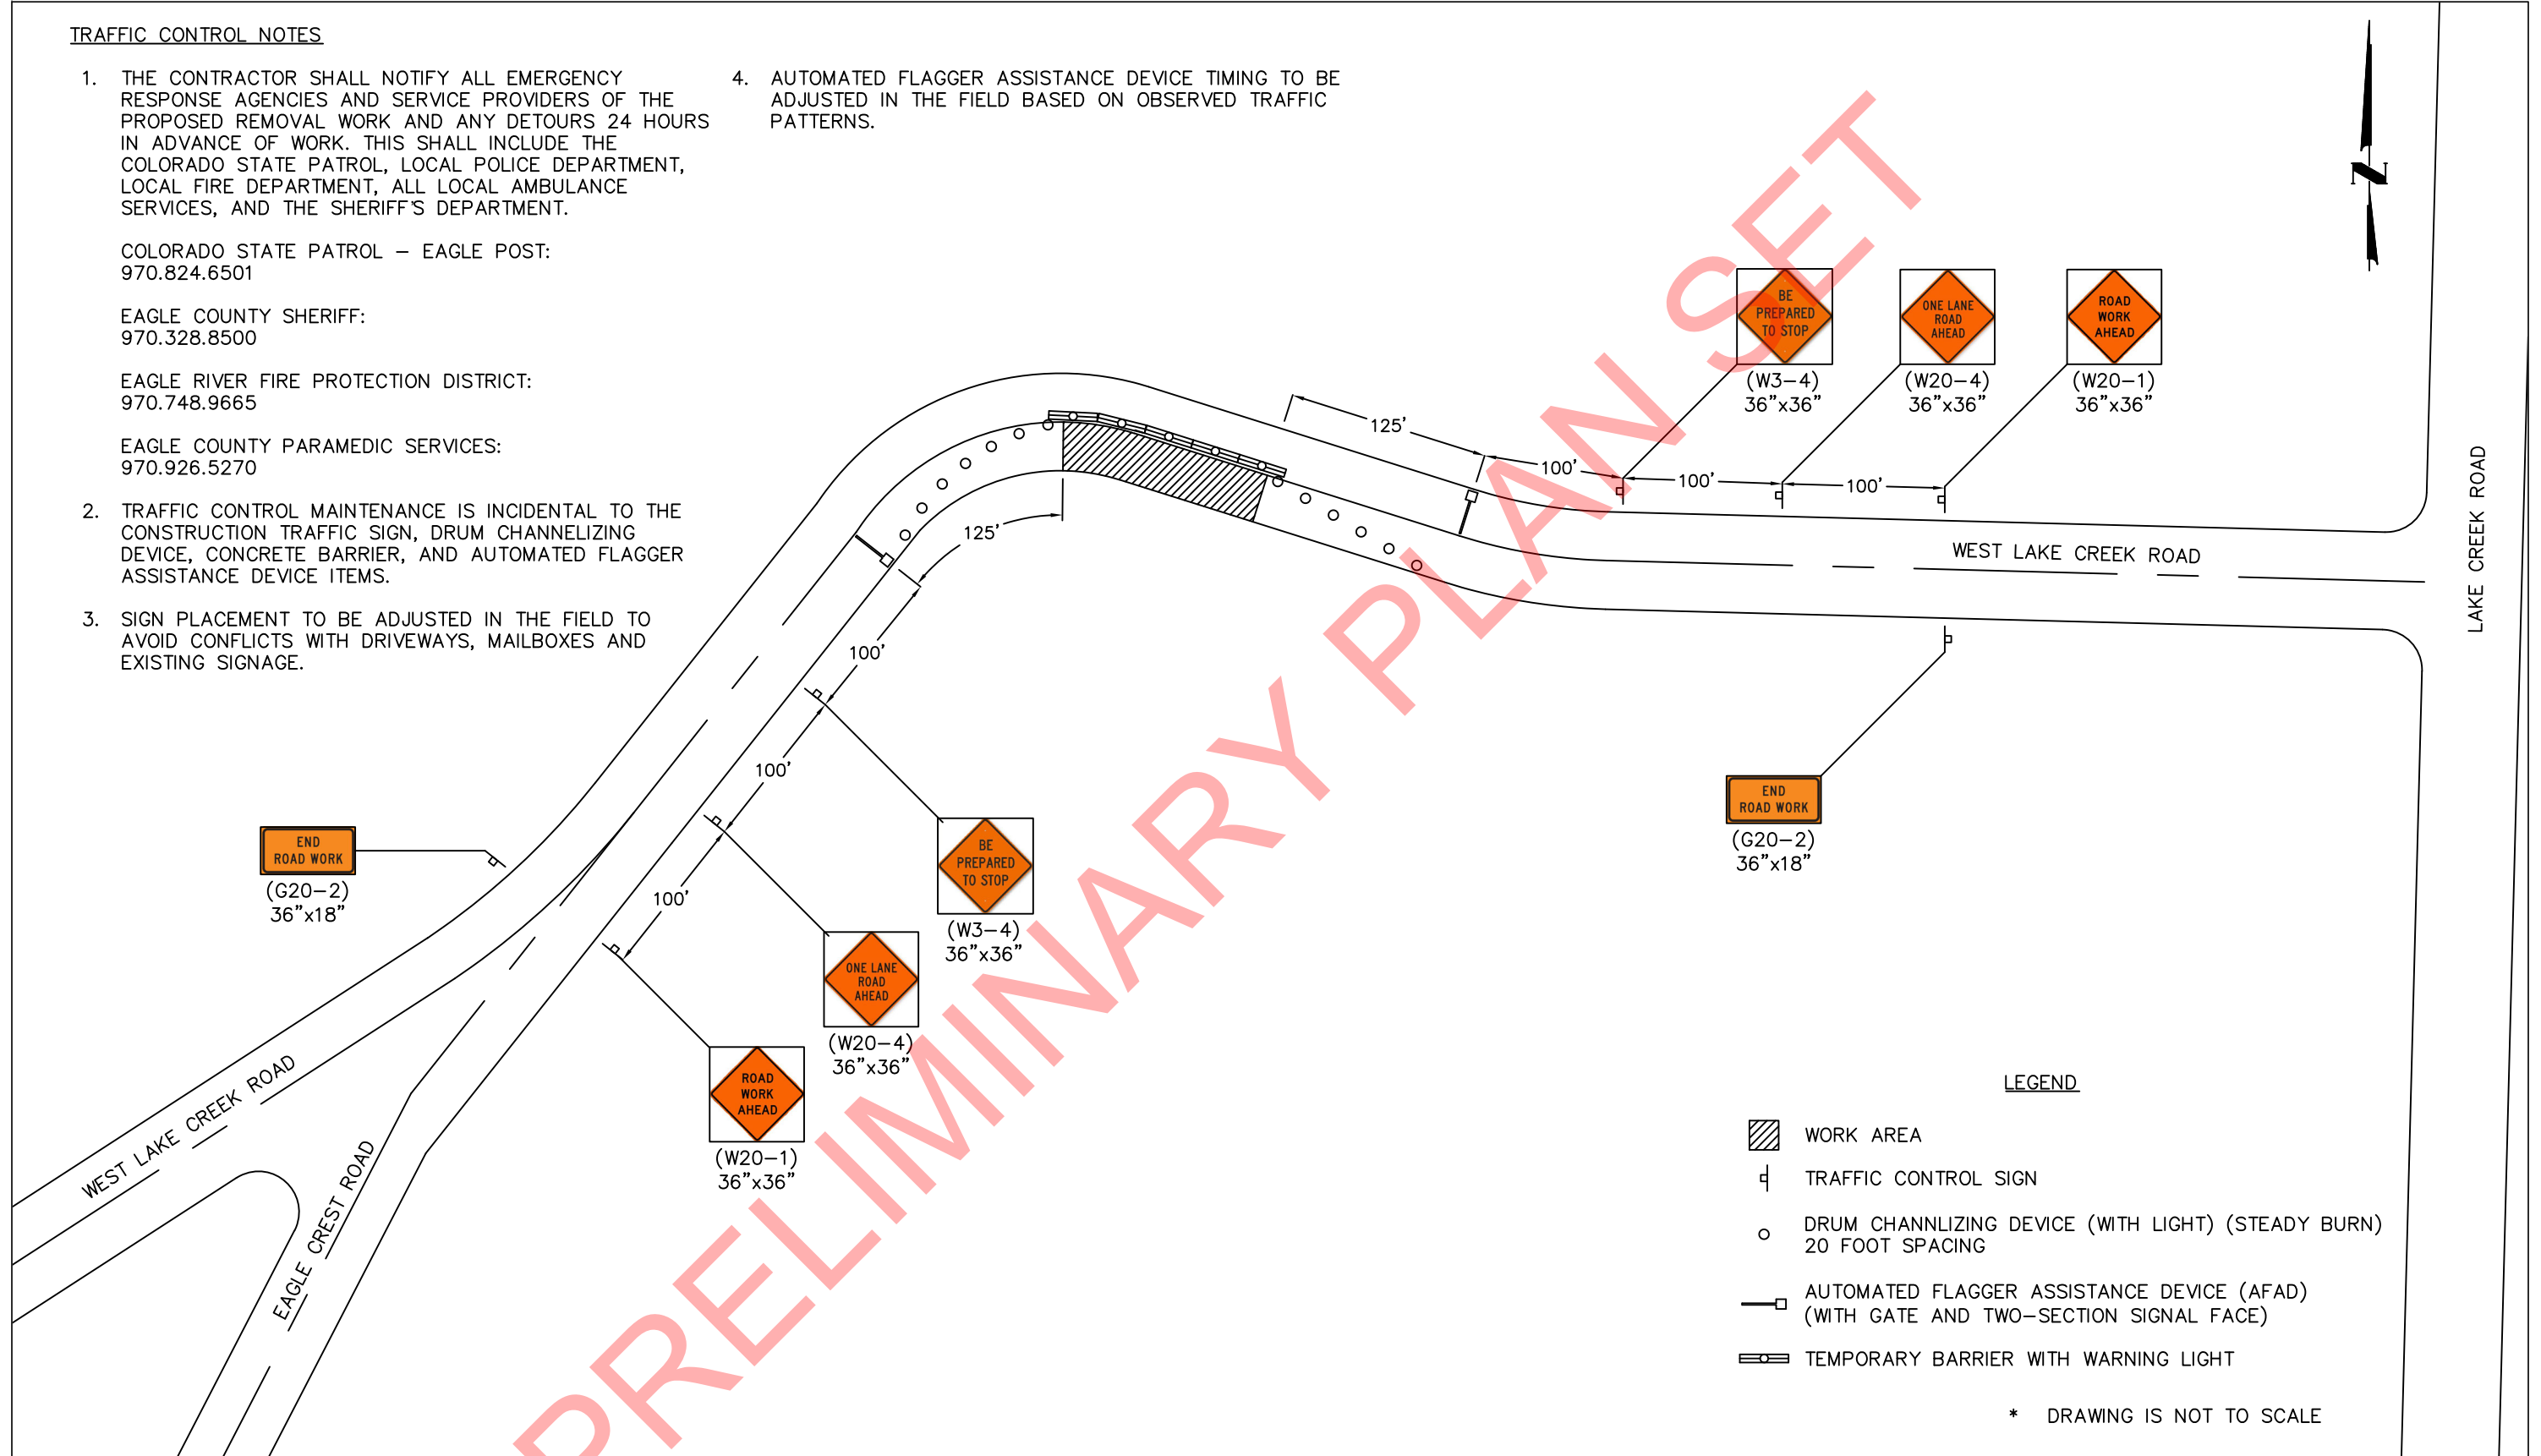 TRAFFIC CONTROL NOTES
1. THE CONTRACTOR SHALL NOTIFY ALL EMERGENCY
RESPONSE AGENCIES AND SERVICE PROVIDERS OF THE
PROPOSED REMOVAL WORK AND ANY DETOURS 24 HOURS
IN ADVANCE OF WORK. THIS SHALL INCLUDE THE
COLORADO STATE PATROL, LOCAL POLICE DEPARTMENT,
LOCAL FIRE DEPARTMENT, ALL LOCAL AMBULANCE
SERVICES, AND THE SHERIFF'S DEPARTMENT.
COLORADO STATE PATROL – EAGLE POST:
970.824.6501
EAGLE COUNTY SHERIFF:
970.328.8500
EAGLE RIVER FIRE PROTECTION DISTRICT:
970.748.9665
EAGLE COUNTY PARAMEDIC SERVICES:
970.926.5270
2. TRAFFIC CONTROL MAINTENANCE IS INCIDENTAL TO THE
CONSTRUCTION TRAFFIC SIGN, DRUM CHANNELIZING
DEVICE, CONCRETE BARRIER, AND AUTOMATED FLAGGER
ASSISTANCE DEVICE ITEMS.
3. SIGN PLACEMENT TO BE ADJUSTED IN THE FIELD TO
AVOID CONFLICTS WITH DRIVEWAYS, MAILBOXES AND
EXISTING SIGNAGE.
4. AUTOMATED FLAGGER ASSISTANCE DEVICE TIMING TO BE
ADJUSTED IN THE FIELD BASED ON OBSERVED TRAFFIC
PATTERNS.
N
BE
PREPARED
TO STOP
(W3-4)
36"x36"
ONE LANE
ROAD
AHEAD
(W20-4)
36"x36"
ROAD
WORK
AHEAD
(W20-1)
36"x36"
125'
100'
100'
100'
WEST LAKE CREEK ROAD
LAKE CREEK ROAD
125'
100'
100'
100'
END
ROAD WORK
(G20-2)
36"x18"
END
ROAD WORK
(G20-2)
36"x18"
BE
PREPARED
TO STOP
(W3-4)
36"x36"
ONE LANE
ROAD
AHEAD
(W20-4)
36"x36"
ROAD
WORK
AHEAD
(W20-1)
36"x36"
WEST LAKE CREEK ROAD
EAGLE CREST ROAD
PRELIMINARY PLAN SET
LEGEND
WORK AREA
TRAFFIC CONTROL SIGN
DRUM CHANNLIZING DEVICE (WITH LIGHT) (STEADY BURN)
20 FOOT SPACING
AUTOMATED FLAGGER ASSISTANCE DEVICE (AFAD)
(WITH GATE AND TWO-SECTION SIGNAL FACE)
TEMPORARY BARRIER WITH WARNING LIGHT
* DRAWING IS NOT TO SCALE